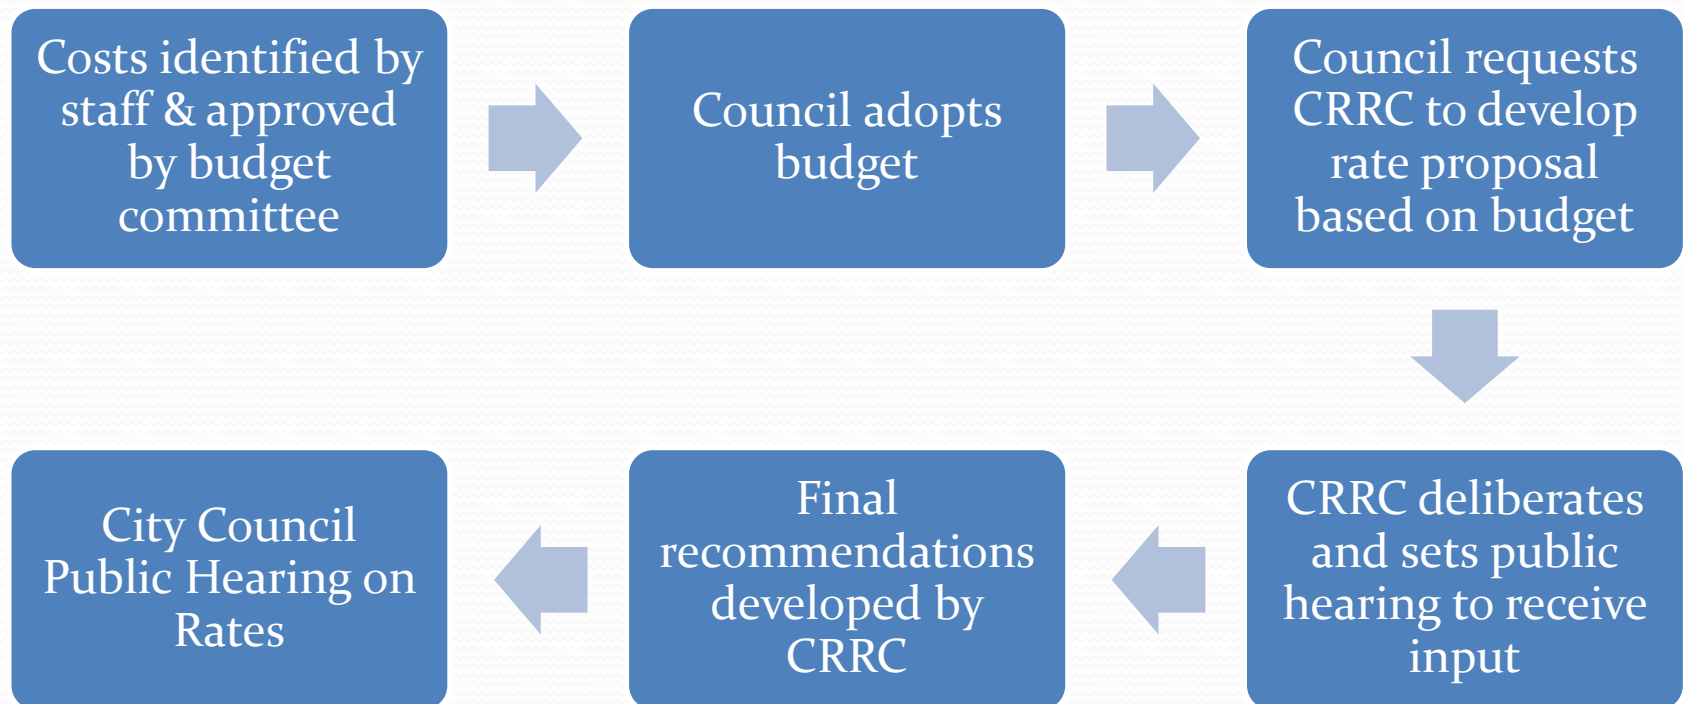 Costs identified by
staff & approved
by budget
committee
Council adopts
budget
Council requests
CRRC to develop
rate proposal
based on budget
CRRC deliberates
and sets public
hearing to receive
input
Final
recommendations
developed by
CRRC
City Council
Public Hearing on
Rates